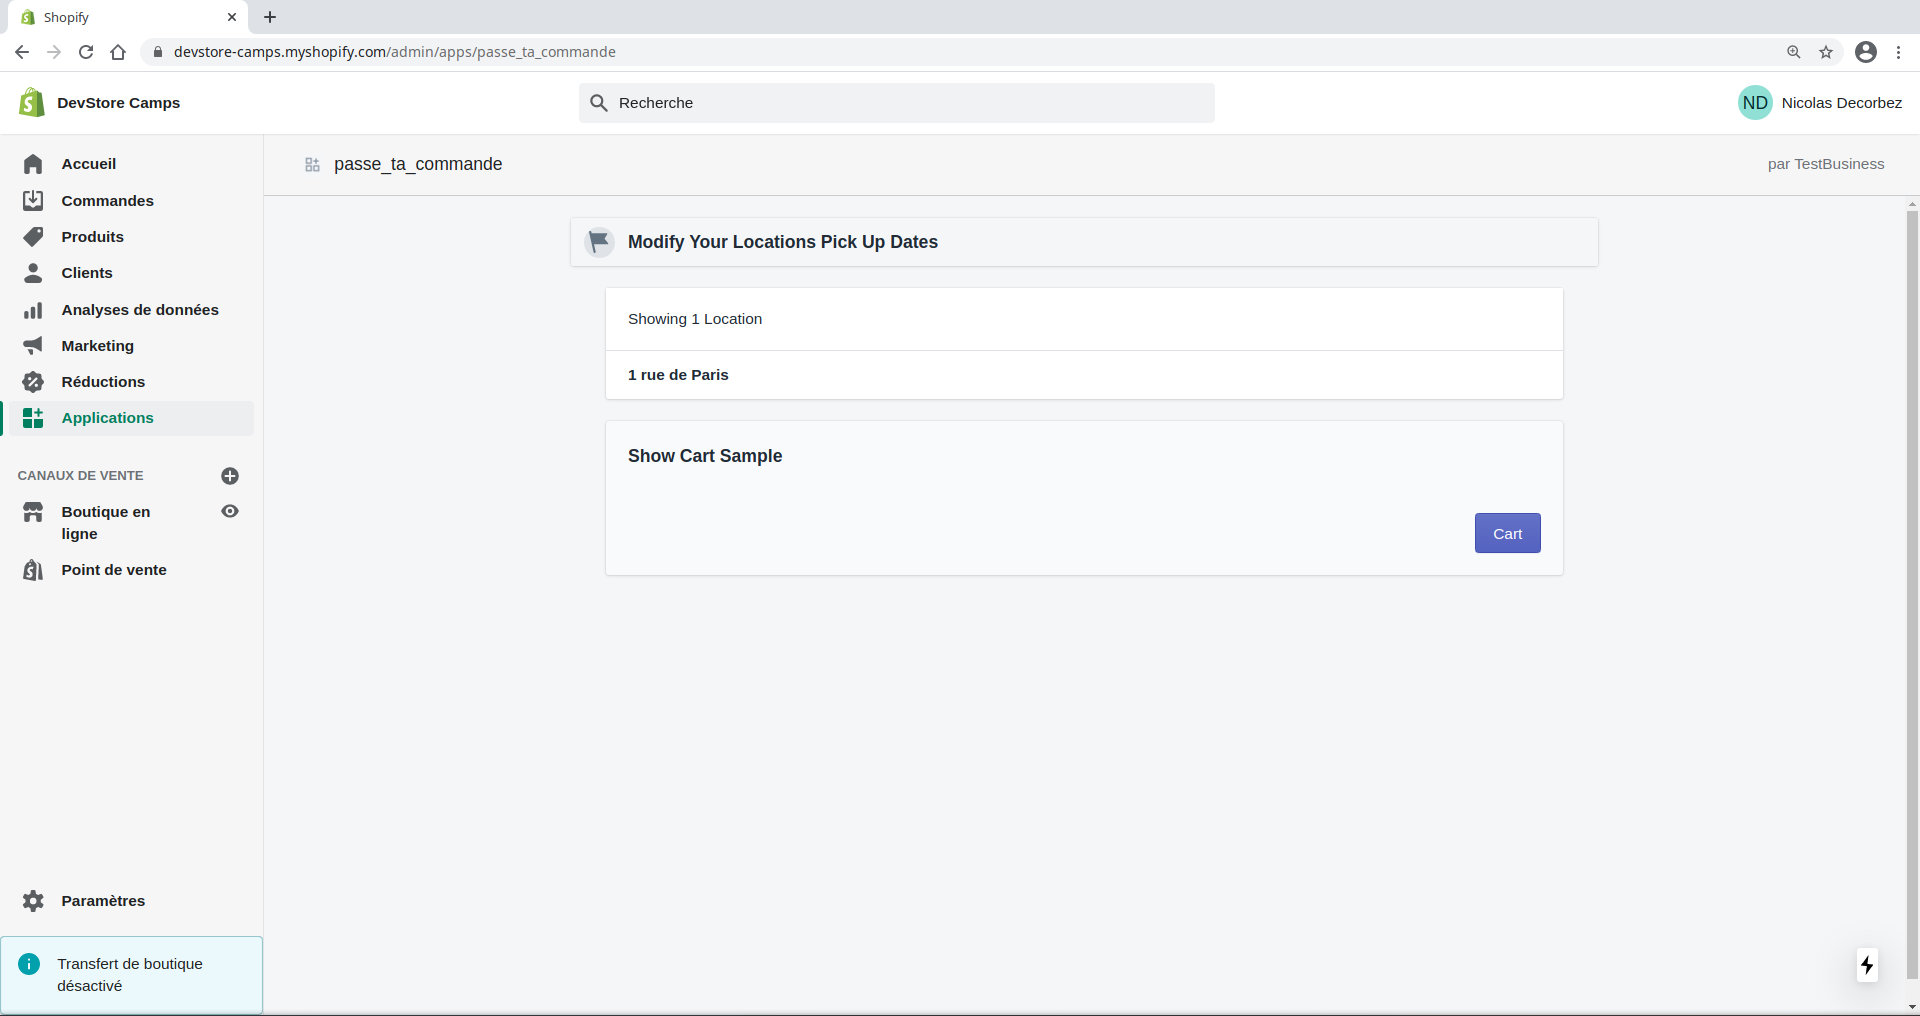 Shopify
devstore-camps.myshopify.com/admin/apps/passe_ta_commande
DevStore Camps
Recherche
ND Nicolas Decorbez
Accueil
Commandes
Produits
Clients
Analyses de données
Marketing
Réductions
Applications
CANAUX DE VENTE
Boutique en
ligne
Point de vente
Paramètres
Transfert de boutique
désactivé
passe_ta_commande
par TestBusiness
Modify Your Locations Pick Up Dates
Showing 1 Location
1 rue de Paris
Show Cart Sample
Cart